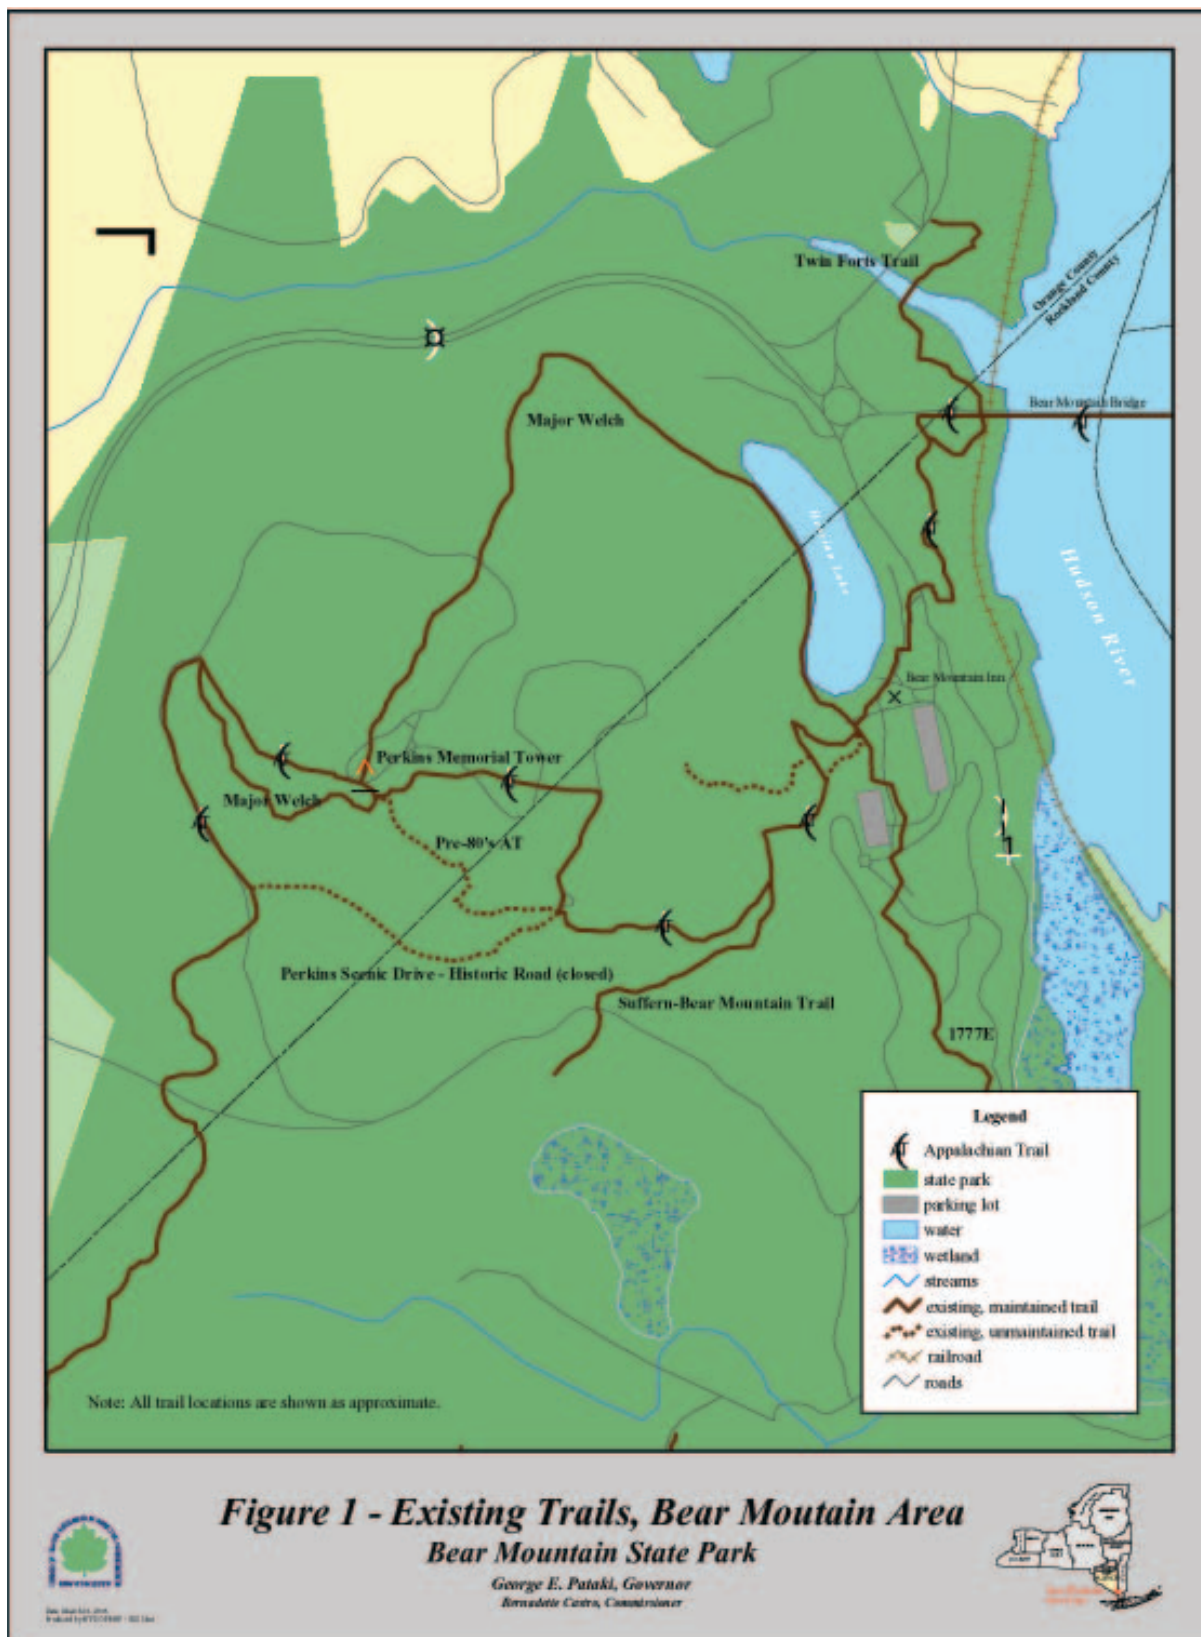 Twin Forts Trail
Orange County
Rockland County
Bear Mountain Bridge
Major Welch
Hessian Lake
Hudson River
Bear Mountain Inn
Perkins Memorial Tower
Major Welch
Pre-80's AT
Perkins Scenic Drive - Historic Road (closed)
Suffern-Bear Mountain Trail
1777E
Legend
Appalachian Trail
state park
parking lot
water
wetland
streams
existing, maintained trail
existing, unmaintained trail
railroad
roads
Note: All trail locations are shown as approximate.
Figure 1 - Existing Trails, Bear Moutain Area
Bear Mountain State Park
George E. Pataki, Governor
Bernadette Castro, Commissioner